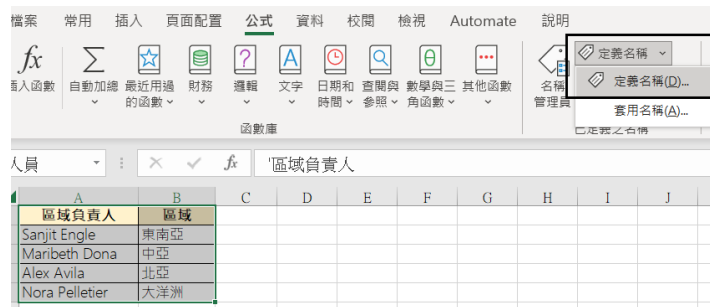 檔案 常用 插入 頁面配置 公式 資料 校閱 檢視 Automate 說明
fx Σ ? A θ
插入函數 自動加總 最近用過的函數 財務 邏輯 文字 日期和時間 查閱與參照 數學與三角函數 其他函數 名稱管理員
定義名稱
定義名稱(D)...
套用名稱(A)...
函數庫 已定義之名稱
人員 fx '區域負責人
A B C D E F G H I J
區域負責人 區域
Sanjit Engle 東南亞
Maribeth Dona 中亞
Alex Avila 北亞
Nora Pelletier 大洋洲